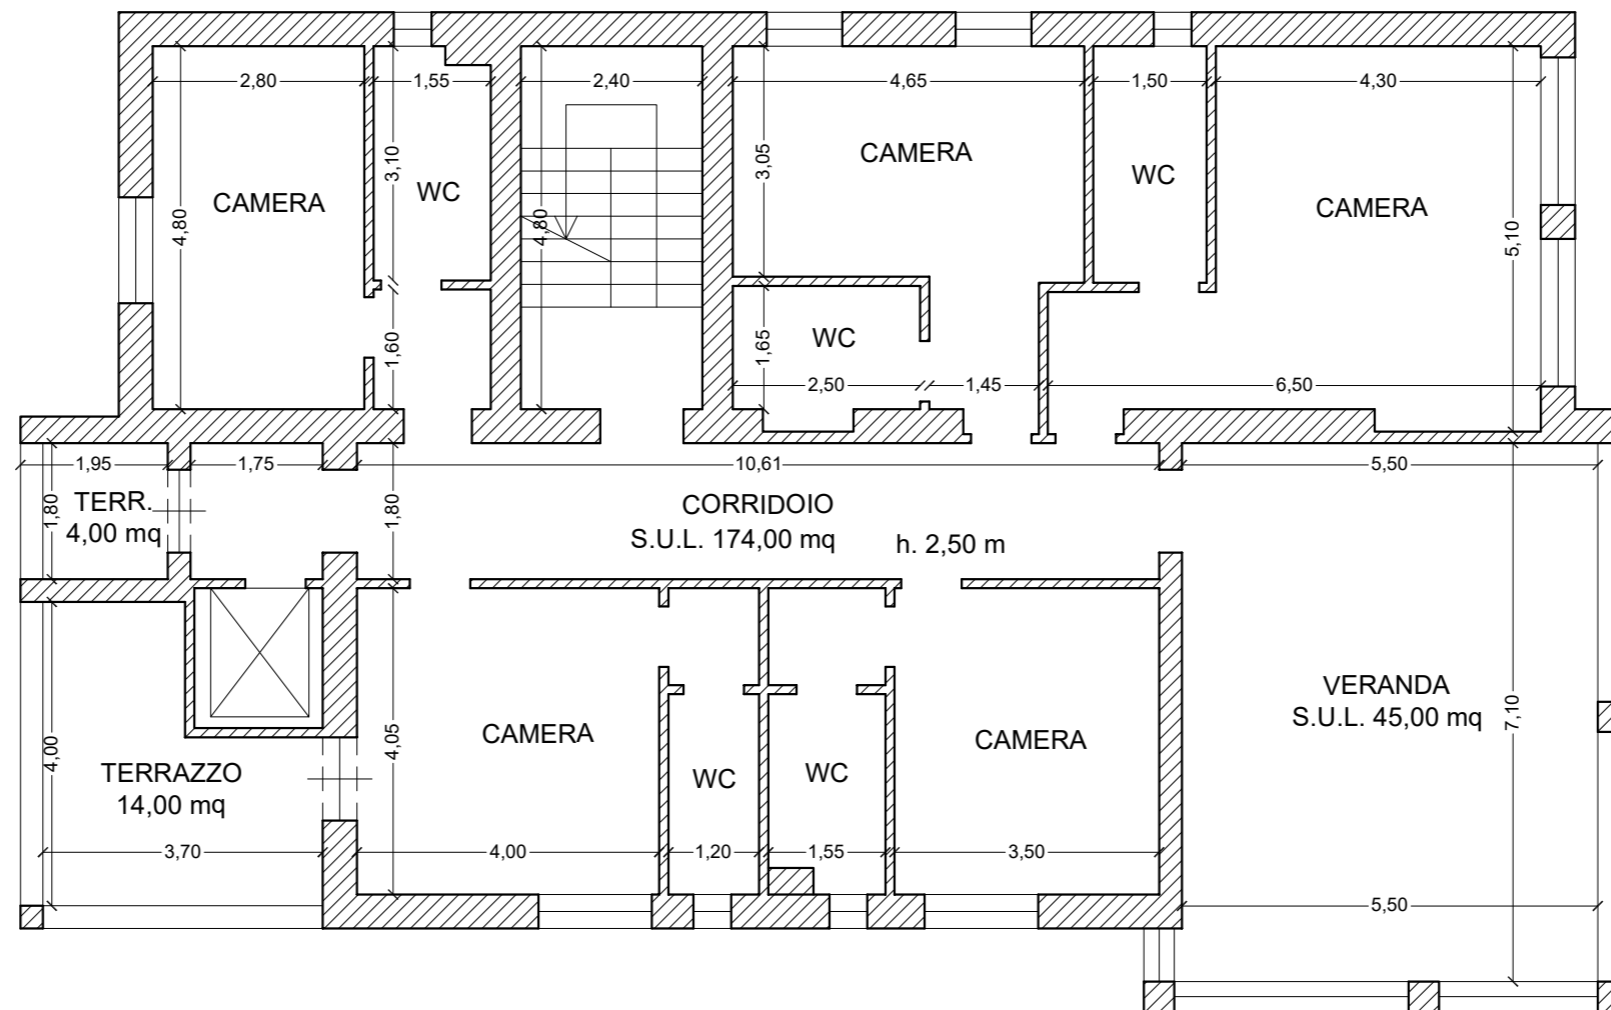 2,80
1,55
2,40
4,65
1,50
4,30
3,10
3,05
CAMERA
WC
CAMERA
WC
CAMERA
4,80
4,80
5,10
1,60
1,65
WC
2,50
1,45
6,50
1,95
1,75
10,61
5,50
1,80
TERR.
4,00 mq
1,80
CORRIDOIO
S.U.L. 174,00 mq
h. 2,50 m
4,00
TERRAZZO
14,00 mq
4,05
CAMERA
WC
WC
CAMERA
VERANDA
S.U.L. 45,00 mq
7,10
3,70
4,00
1,20
1,55
3,50
5,50